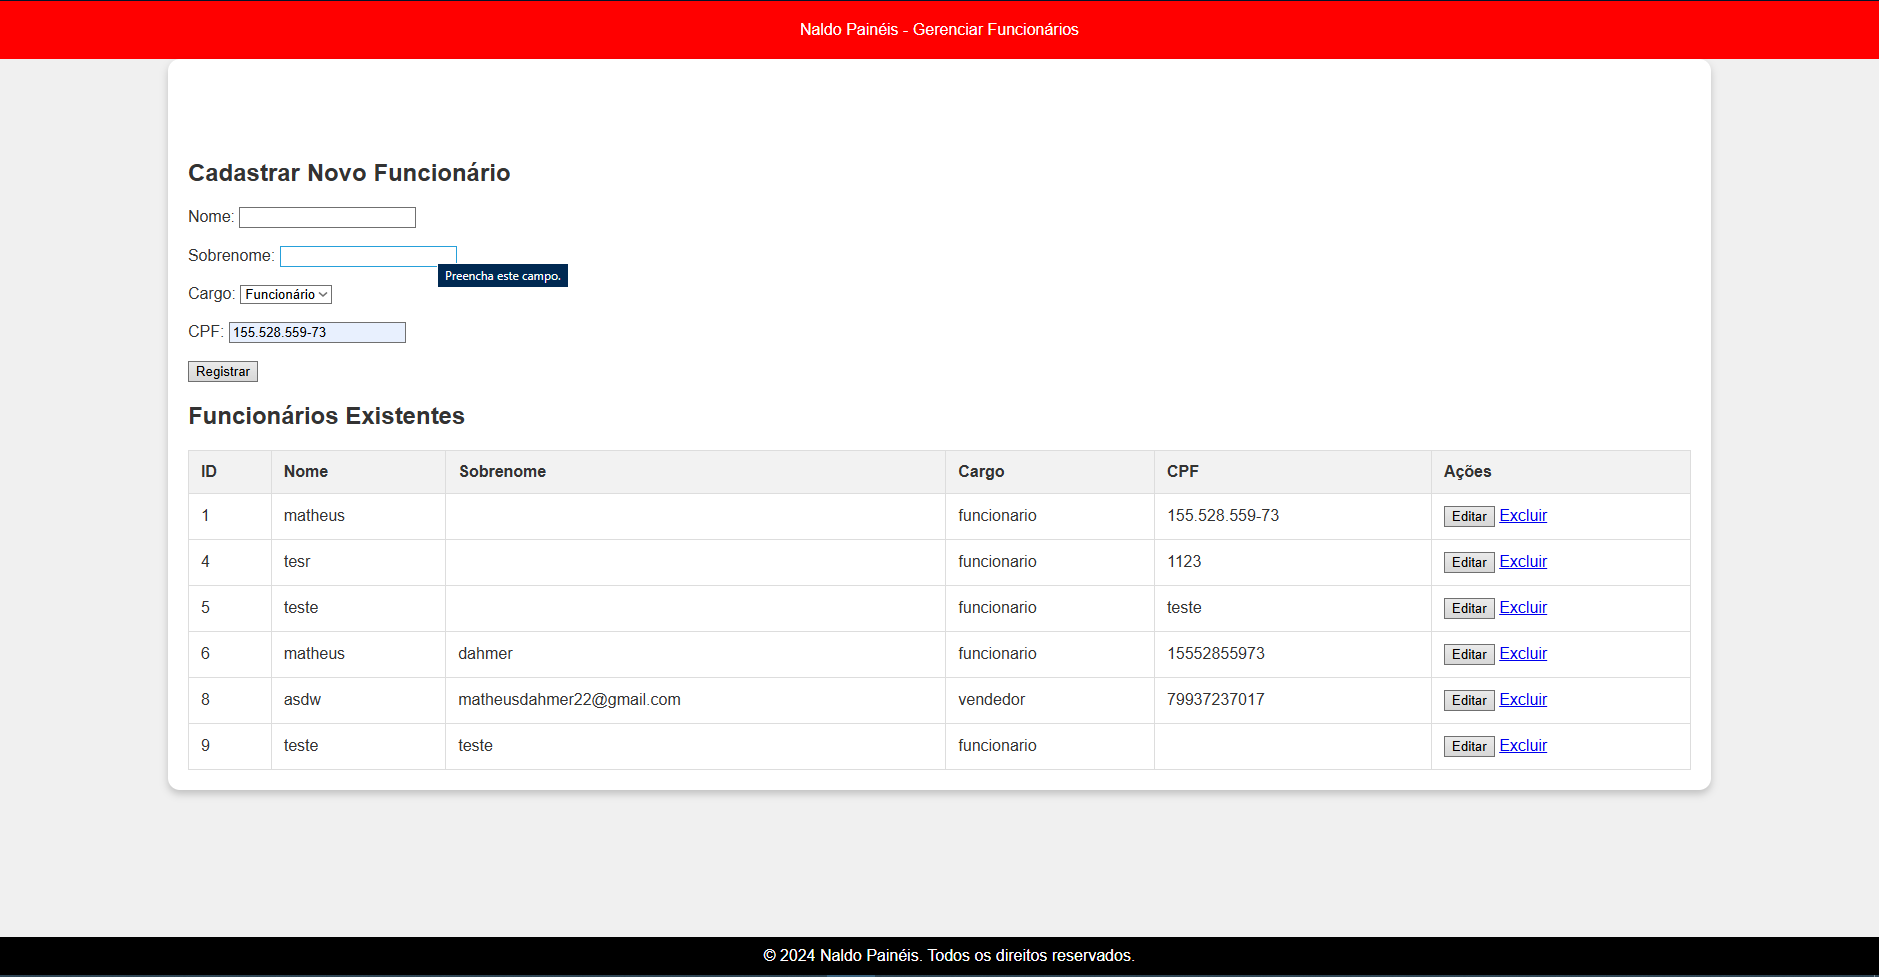 Naldo Painéis - Gerenciar Funcionários
Cadastrar Novo Funcionário
Nome:
Sobrenome:
Preencha este campo.
Cargo: Funcionário
CPF: 155.528.559-73
Registrar
Funcionários Existentes
ID Nome Sobrenome Cargo CPF Ações
1 matheus funcionario 155.528.559-73 Editar Excluir
4 tesr funcionario 1123 Editar Excluir
5 teste funcionario teste Editar Excluir
6 matheus dahmer funcionario 15552855973 Editar Excluir
8 asdw matheusdahmer22@gmail.com vendedor 79937237017 Editar Excluir
9 teste teste funcionario Editar Excluir
© 2024 Naldo Painéis. Todos os direitos reservados.